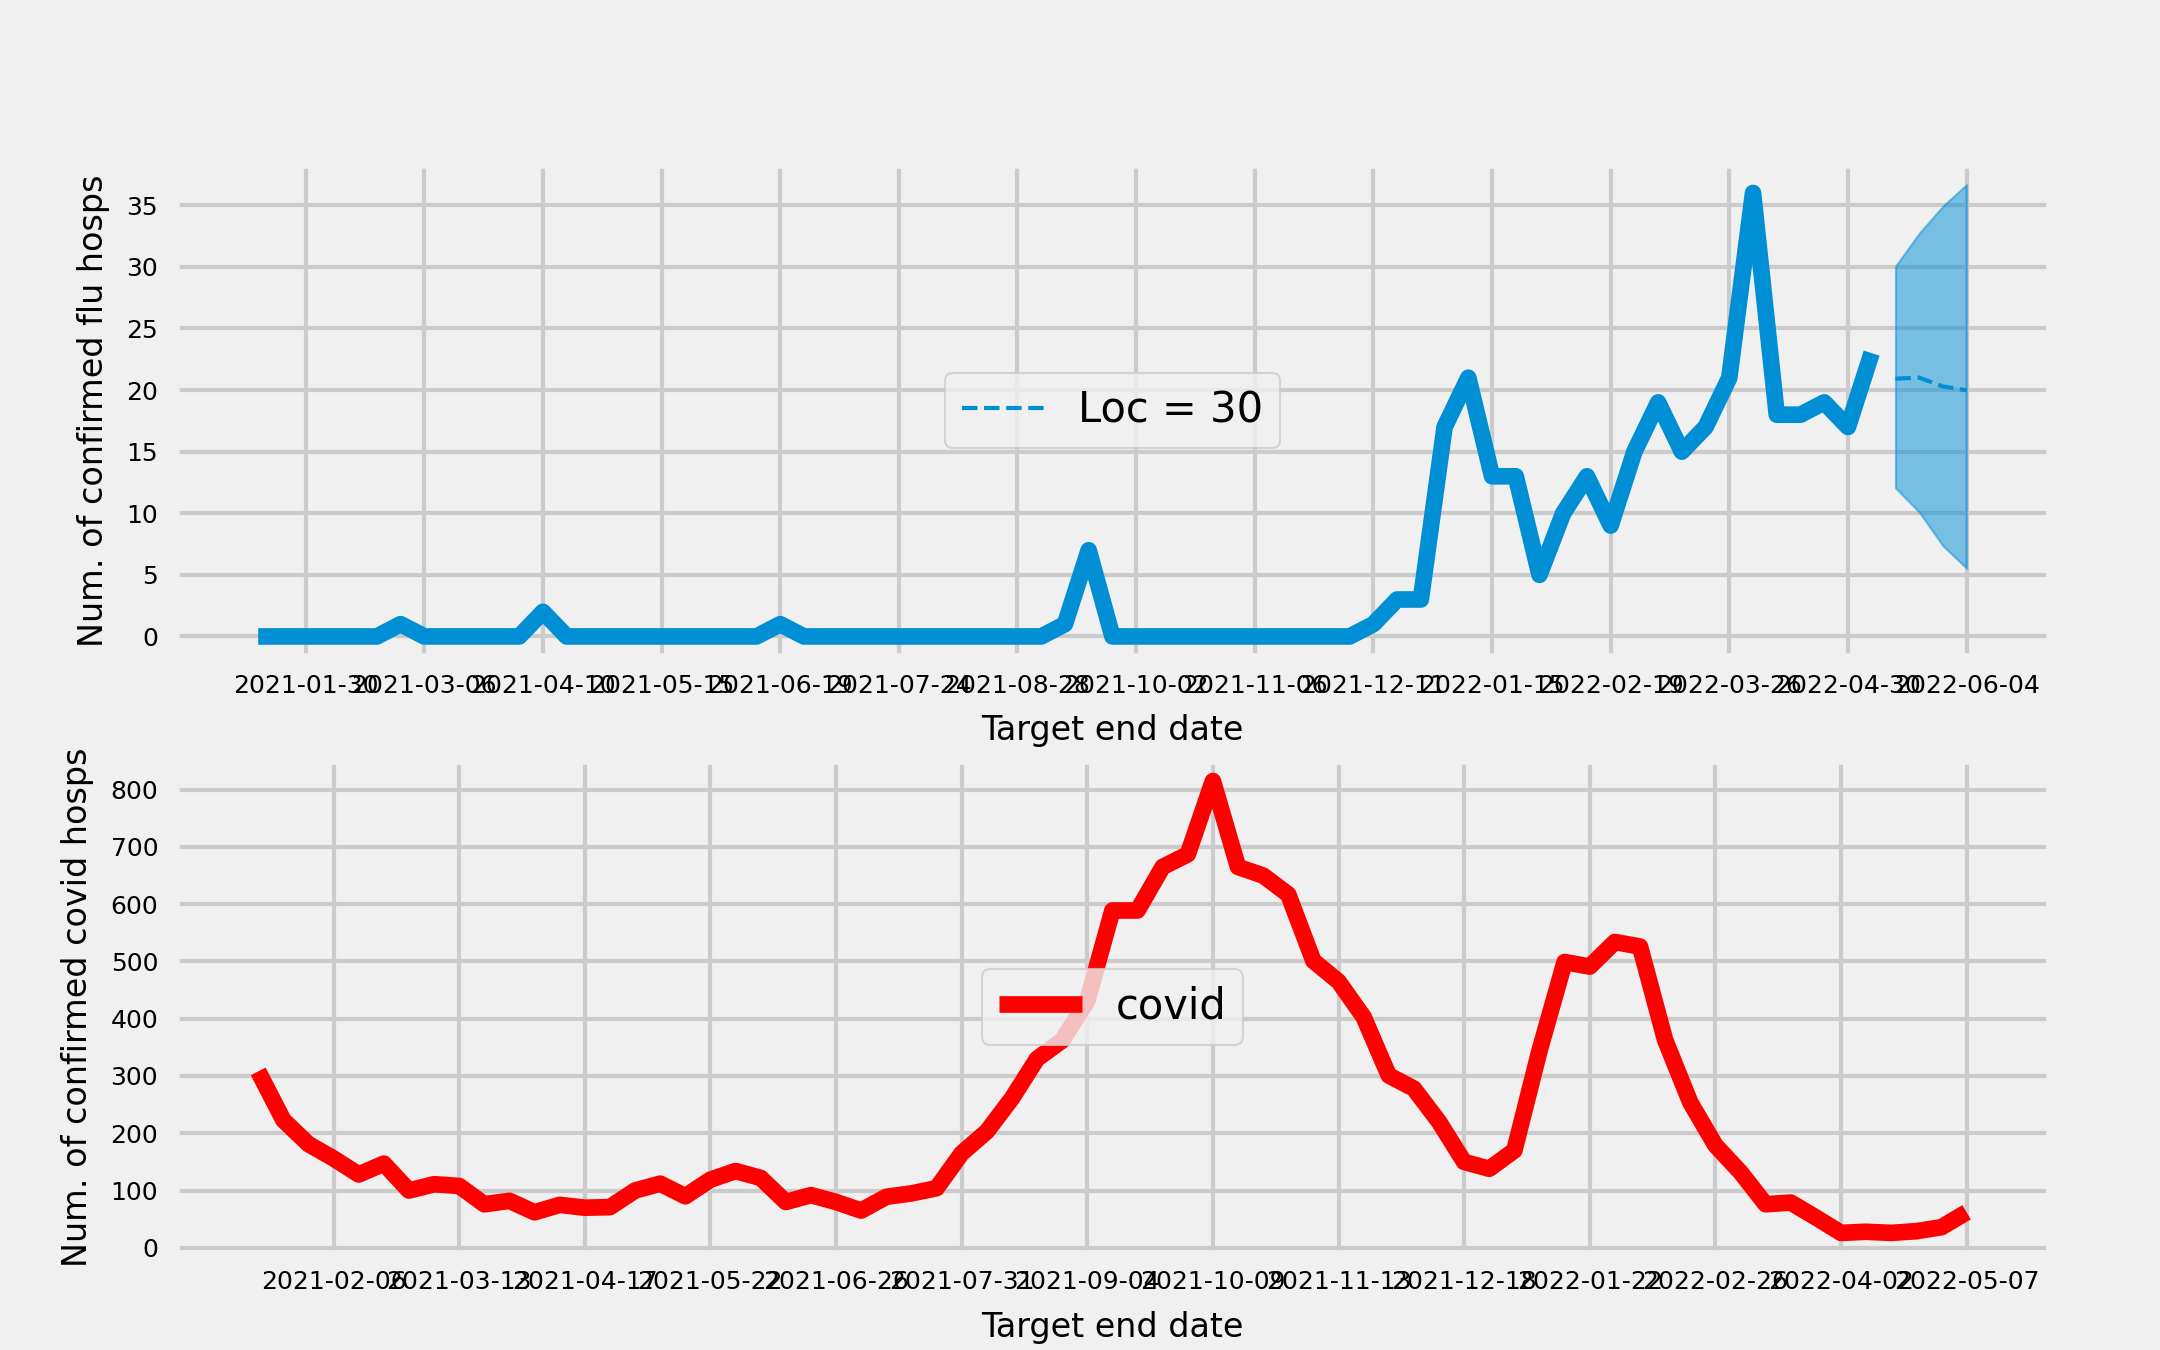 Num. of confirmed flu hosps
35
30
25
20
15
10
5
0
Loc = 30
2021-01-30 2021-03-06 2021-04-10 2021-05-15 2021-06-19 2021-07-24 2021-08-28 2021-10-02 2021-11-06 2021-12-11 2022-01-15 2022-02-19 2022-03-26 2022-04-30 2022-06-04
Target end date
Num. of confirmed covid hosps
800
700
600
500
400
300
200
100
0
covid
2021-02-06 2021-03-13 2021-04-17 2021-05-22 2021-06-26 2021-07-31 2021-09-04 2021-10-09 2021-11-13 2021-12-18 2022-01-22 2022-02-26 2022-04-02 2022-05-07
Target end date